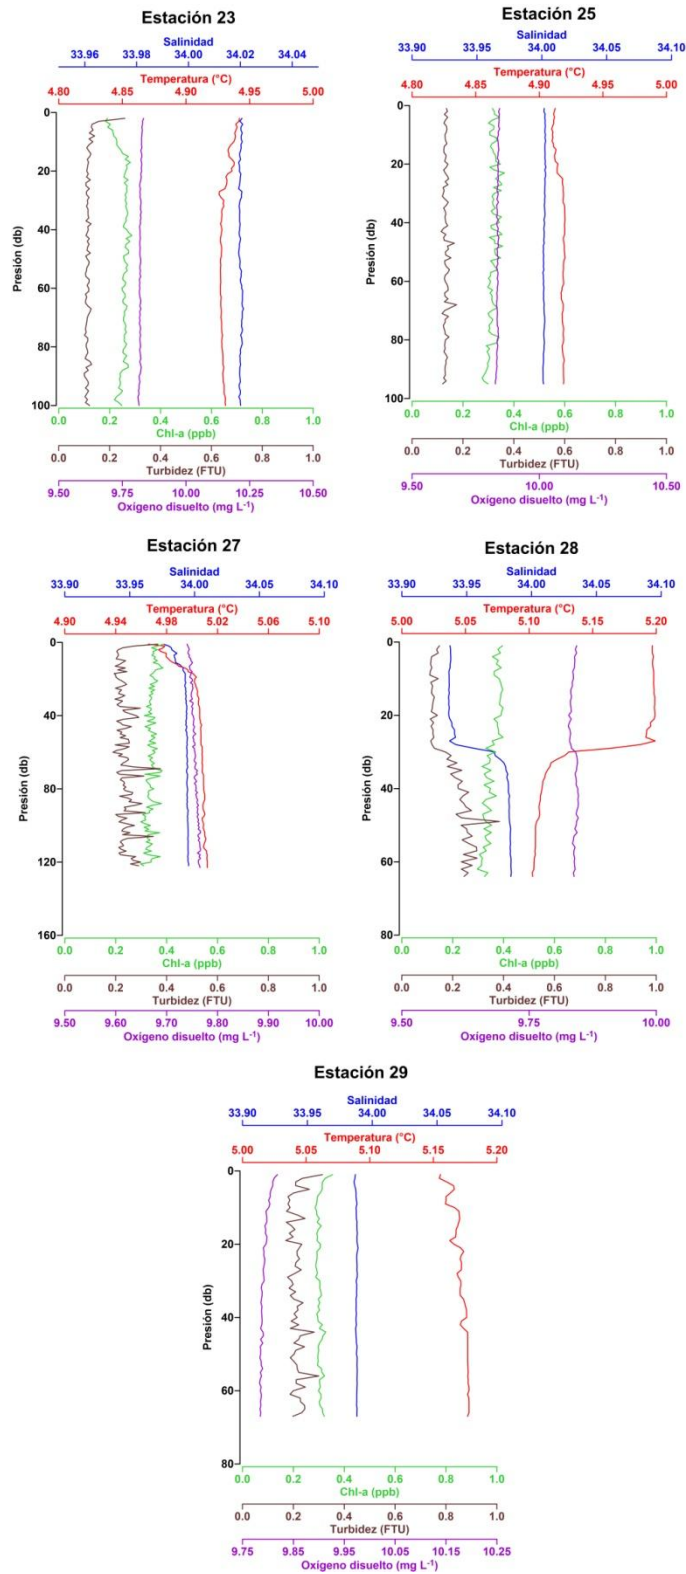 Estación 23
Salinidad
33.96 33.98 34.00 34.02 34.04
Temperatura (°C)
4.80 4.85 4.90 4.95 5.00
Presión (db)
0
20
40
60
80
100
0.0 0.2 0.4 0.6 0.8 1.0
Chl-a (ppb)
0.0 0.2 0.4 0.6 0.8 1.0
Turbidez (FTU)
9.50 9.75 10.00 10.25 10.50
Oxígeno disuelto (mg L-1)
Estación 25
Salinidad
33.90 33.95 34.00 34.05 34.10
Temperatura (°C)
4.80 4.85 4.90 4.95 5.00
Presión (db)
0
20
40
60
80
100
0.0 0.2 0.4 0.6 0.8 1.0
Chl-a (ppb)
0.0 0.2 0.4 0.6 0.8 1.0
Turbidez (FTU)
9.50 10.00 10.50
Oxígeno disuelto (mg L-1)
Estación 27
Salinidad
33.90 33.95 34.00 34.05 34.10
Temperatura (°C)
4.90 4.94 4.98 5.02 5.06 5.10
Presión (db)
0
40
80
120
160
0.0 0.2 0.4 0.6 0.8 1.0
Chl-a (ppb)
0.0 0.2 0.4 0.6 0.8 1.0
Turbidez (FTU)
9.50 9.60 9.70 9.80 9.90 10.00
Oxígeno disuelto (mg L-1)
Estación 28
Salinidad
33.90 33.95 34.00 34.05 34.10
Temperatura (°C)
5.00 5.05 5.10 5.15 5.20
Presión (db)
0
20
40
60
80
0.0 0.2 0.4 0.6 0.8 1.0
Chl-a (ppb)
0.0 0.2 0.4 0.6 0.8 1.0
Turbidez (FTU)
9.50 9.75 10.00
Oxígeno disuelto (mg L-1)
Estación 29
Salinidad
33.90 33.95 34.00 34.05 34.10
Temperatura (°C)
5.00 5.05 5.10 5.15 5.20
Presión (db)
0
20
40
60
80
0.0 0.2 0.4 0.6 0.8 1.0
Chl-a (ppb)
0.0 0.2 0.4 0.6 0.8 1.0
Turbidez (FTU)
9.75 9.85 9.95 10.05 10.15 10.25
Oxígeno disuelto (mg L-1)